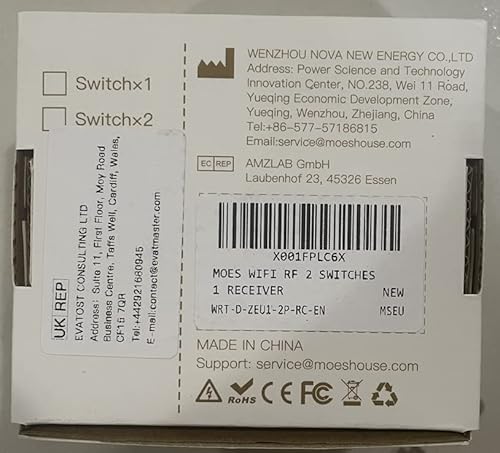 Switch×1
Switch×2
WENZHOU NOVA NEW ENERGY CO.,LTD
Address: Power Science and Technology
Innovation Center, NO.238, Wei 11 Road,
Yueqing Economic Development Zone,
Yueqing, Wenzhou, Zhejiang, China
Tel:+86-577-57186815
Email:service@moeshouse.com
EC REP
AMZLAB GmbH
Laubenhof 23, 45326 Essen
UK REP
EVATOST CONSULTING LTD
Address: Suite 11, First Floor, Moy Road
Business Centre, Taffs Well, Cardiff, Wales,
CF15 7QR
Tel:+442921680945
E-mail:contact@evatmaster.com
X001FPLC6X
MOES WIFI RF 2 SWITCHES
1 RECEIVER
NEW
WRT-D-ZEU1-2P-RC-EN
MSEU
MADE IN CHINA
Support: service@moeshouse.com
RoHS CE FC